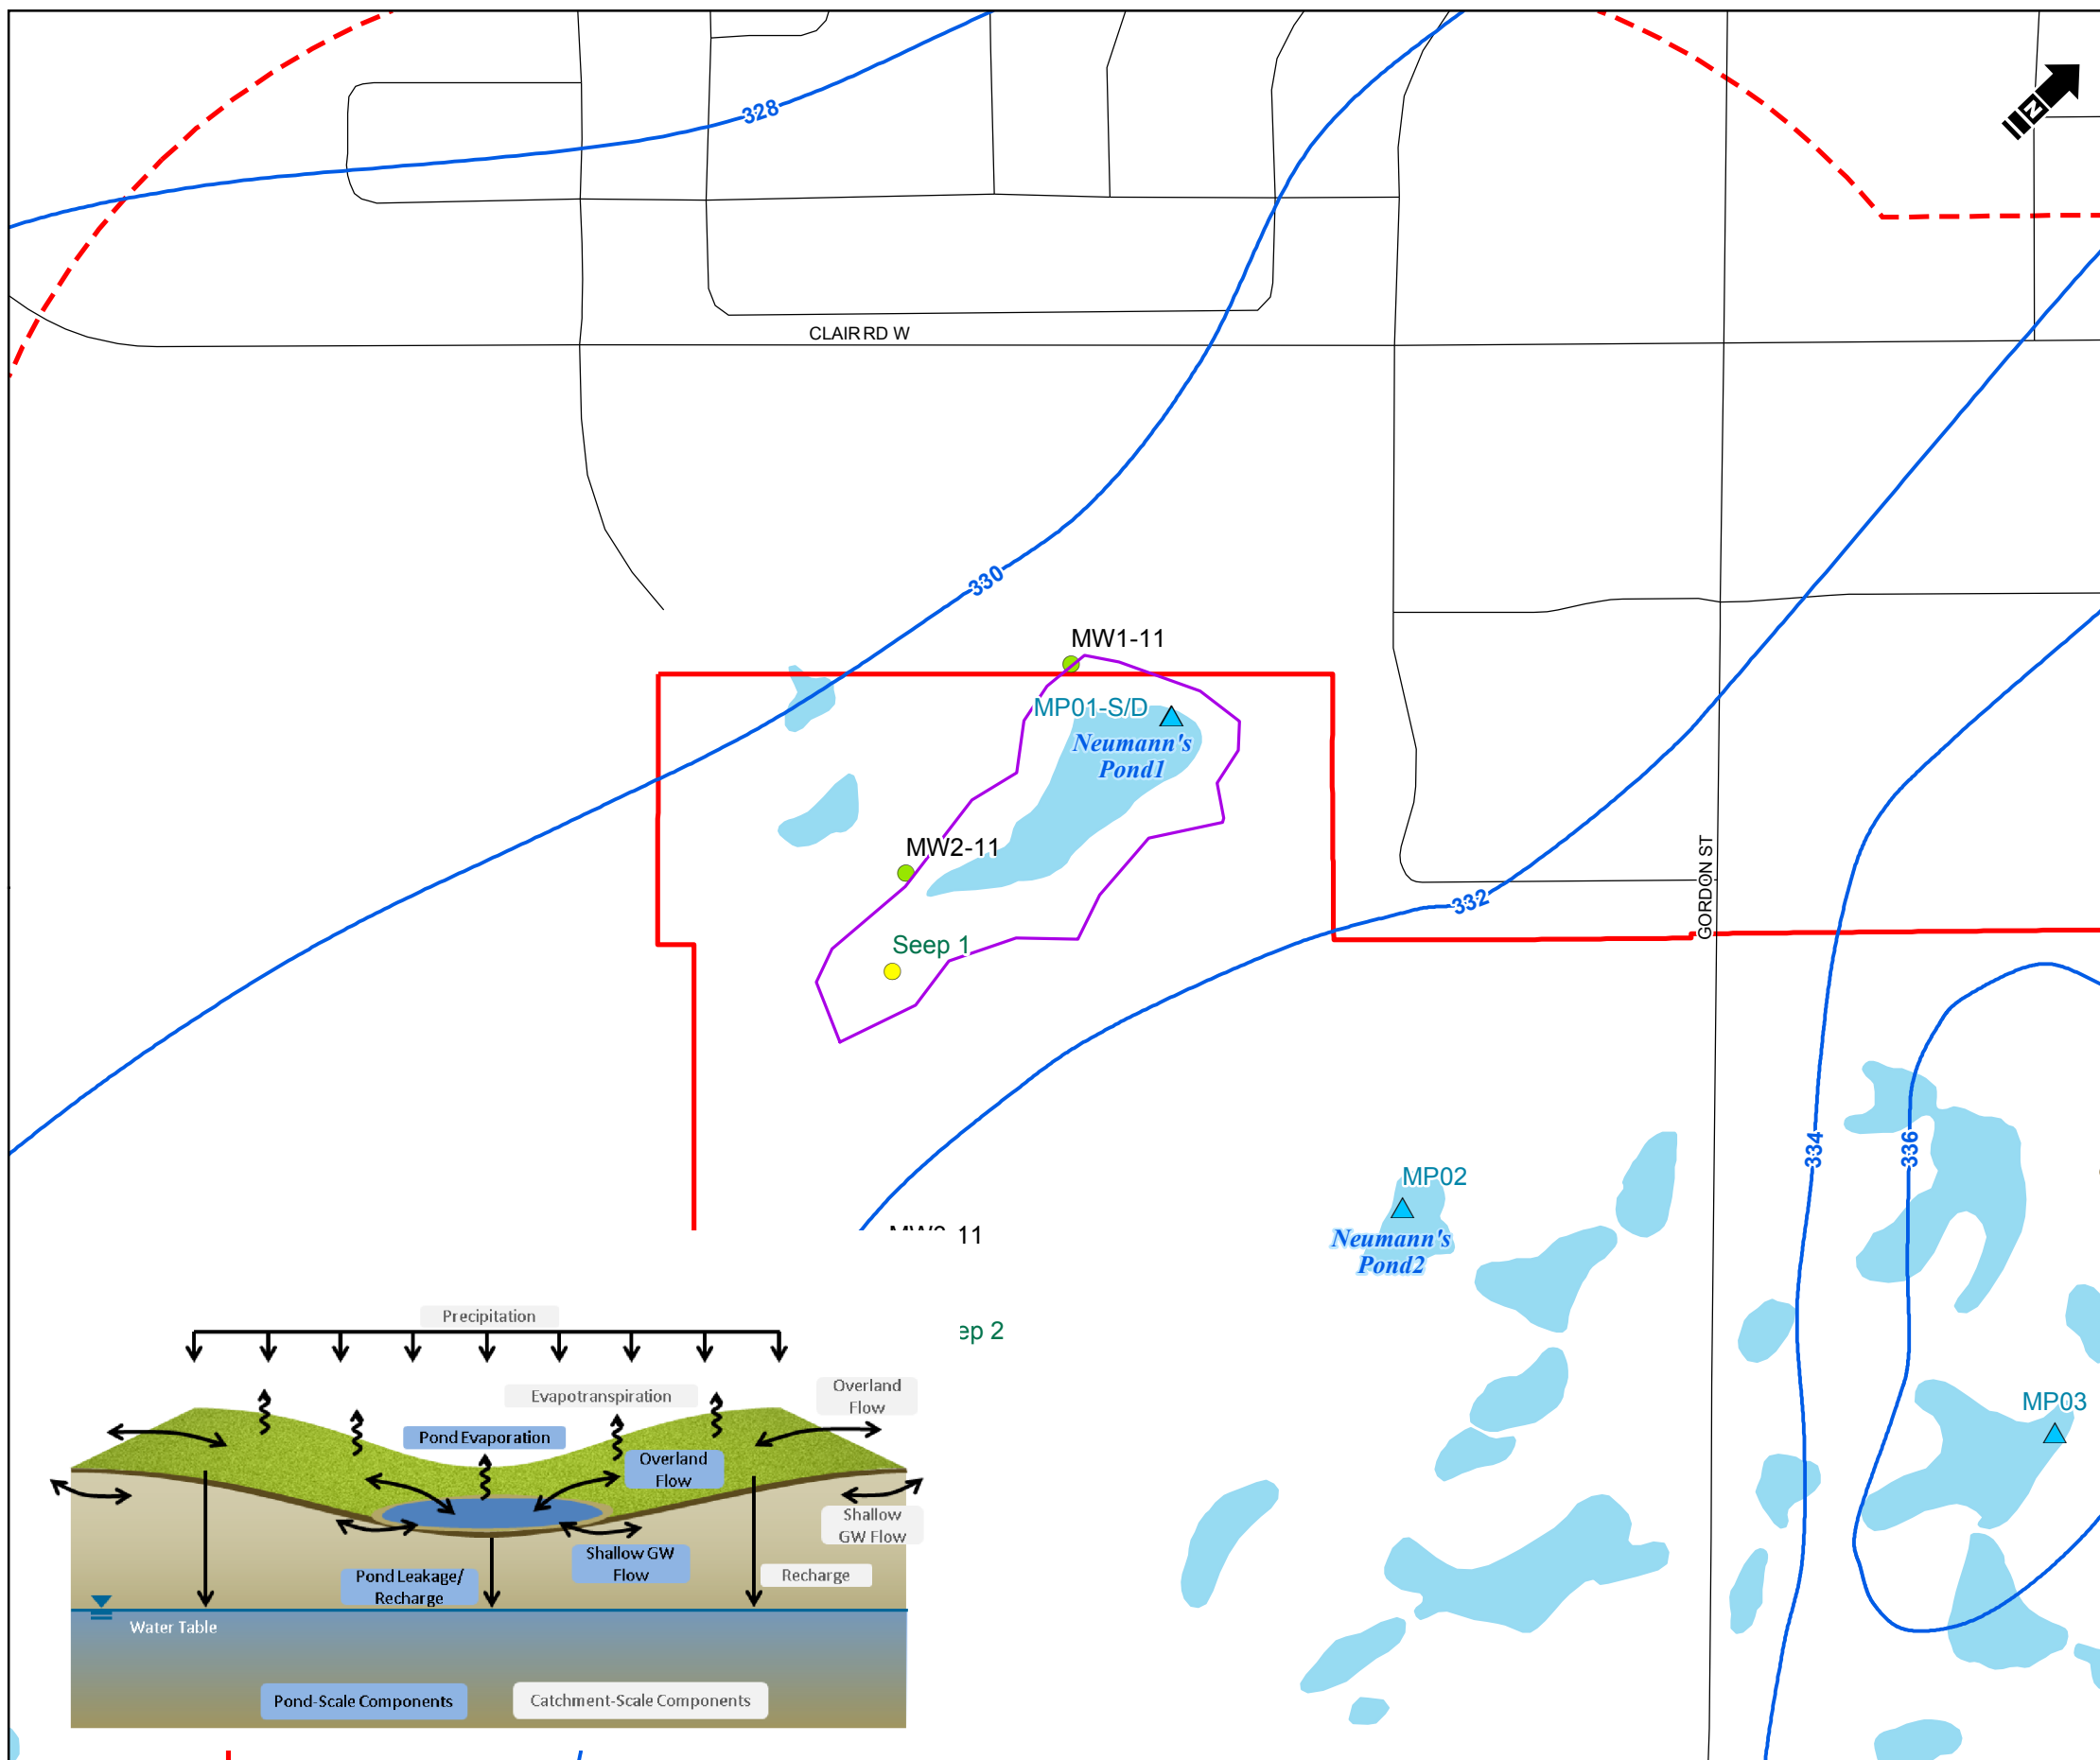 328
N
CLAIR RD W
330
MW1-11
MP01-S/D
Neumann's
Pond1
MW2-11
GORDON ST
332
Seep 1
334
336
MP02
Neumann's
Pond2
11
ep 2
MP03
Precipitation
Evapotranspiration
Overland
Flow
Pond Evaporation
Overland
Flow
Shallow
GW Flow
Shallow GW
Flow
Pond Leakage/
Recharge
Recharge
Water Table
Pond-Scale Components
Catchment-Scale Components